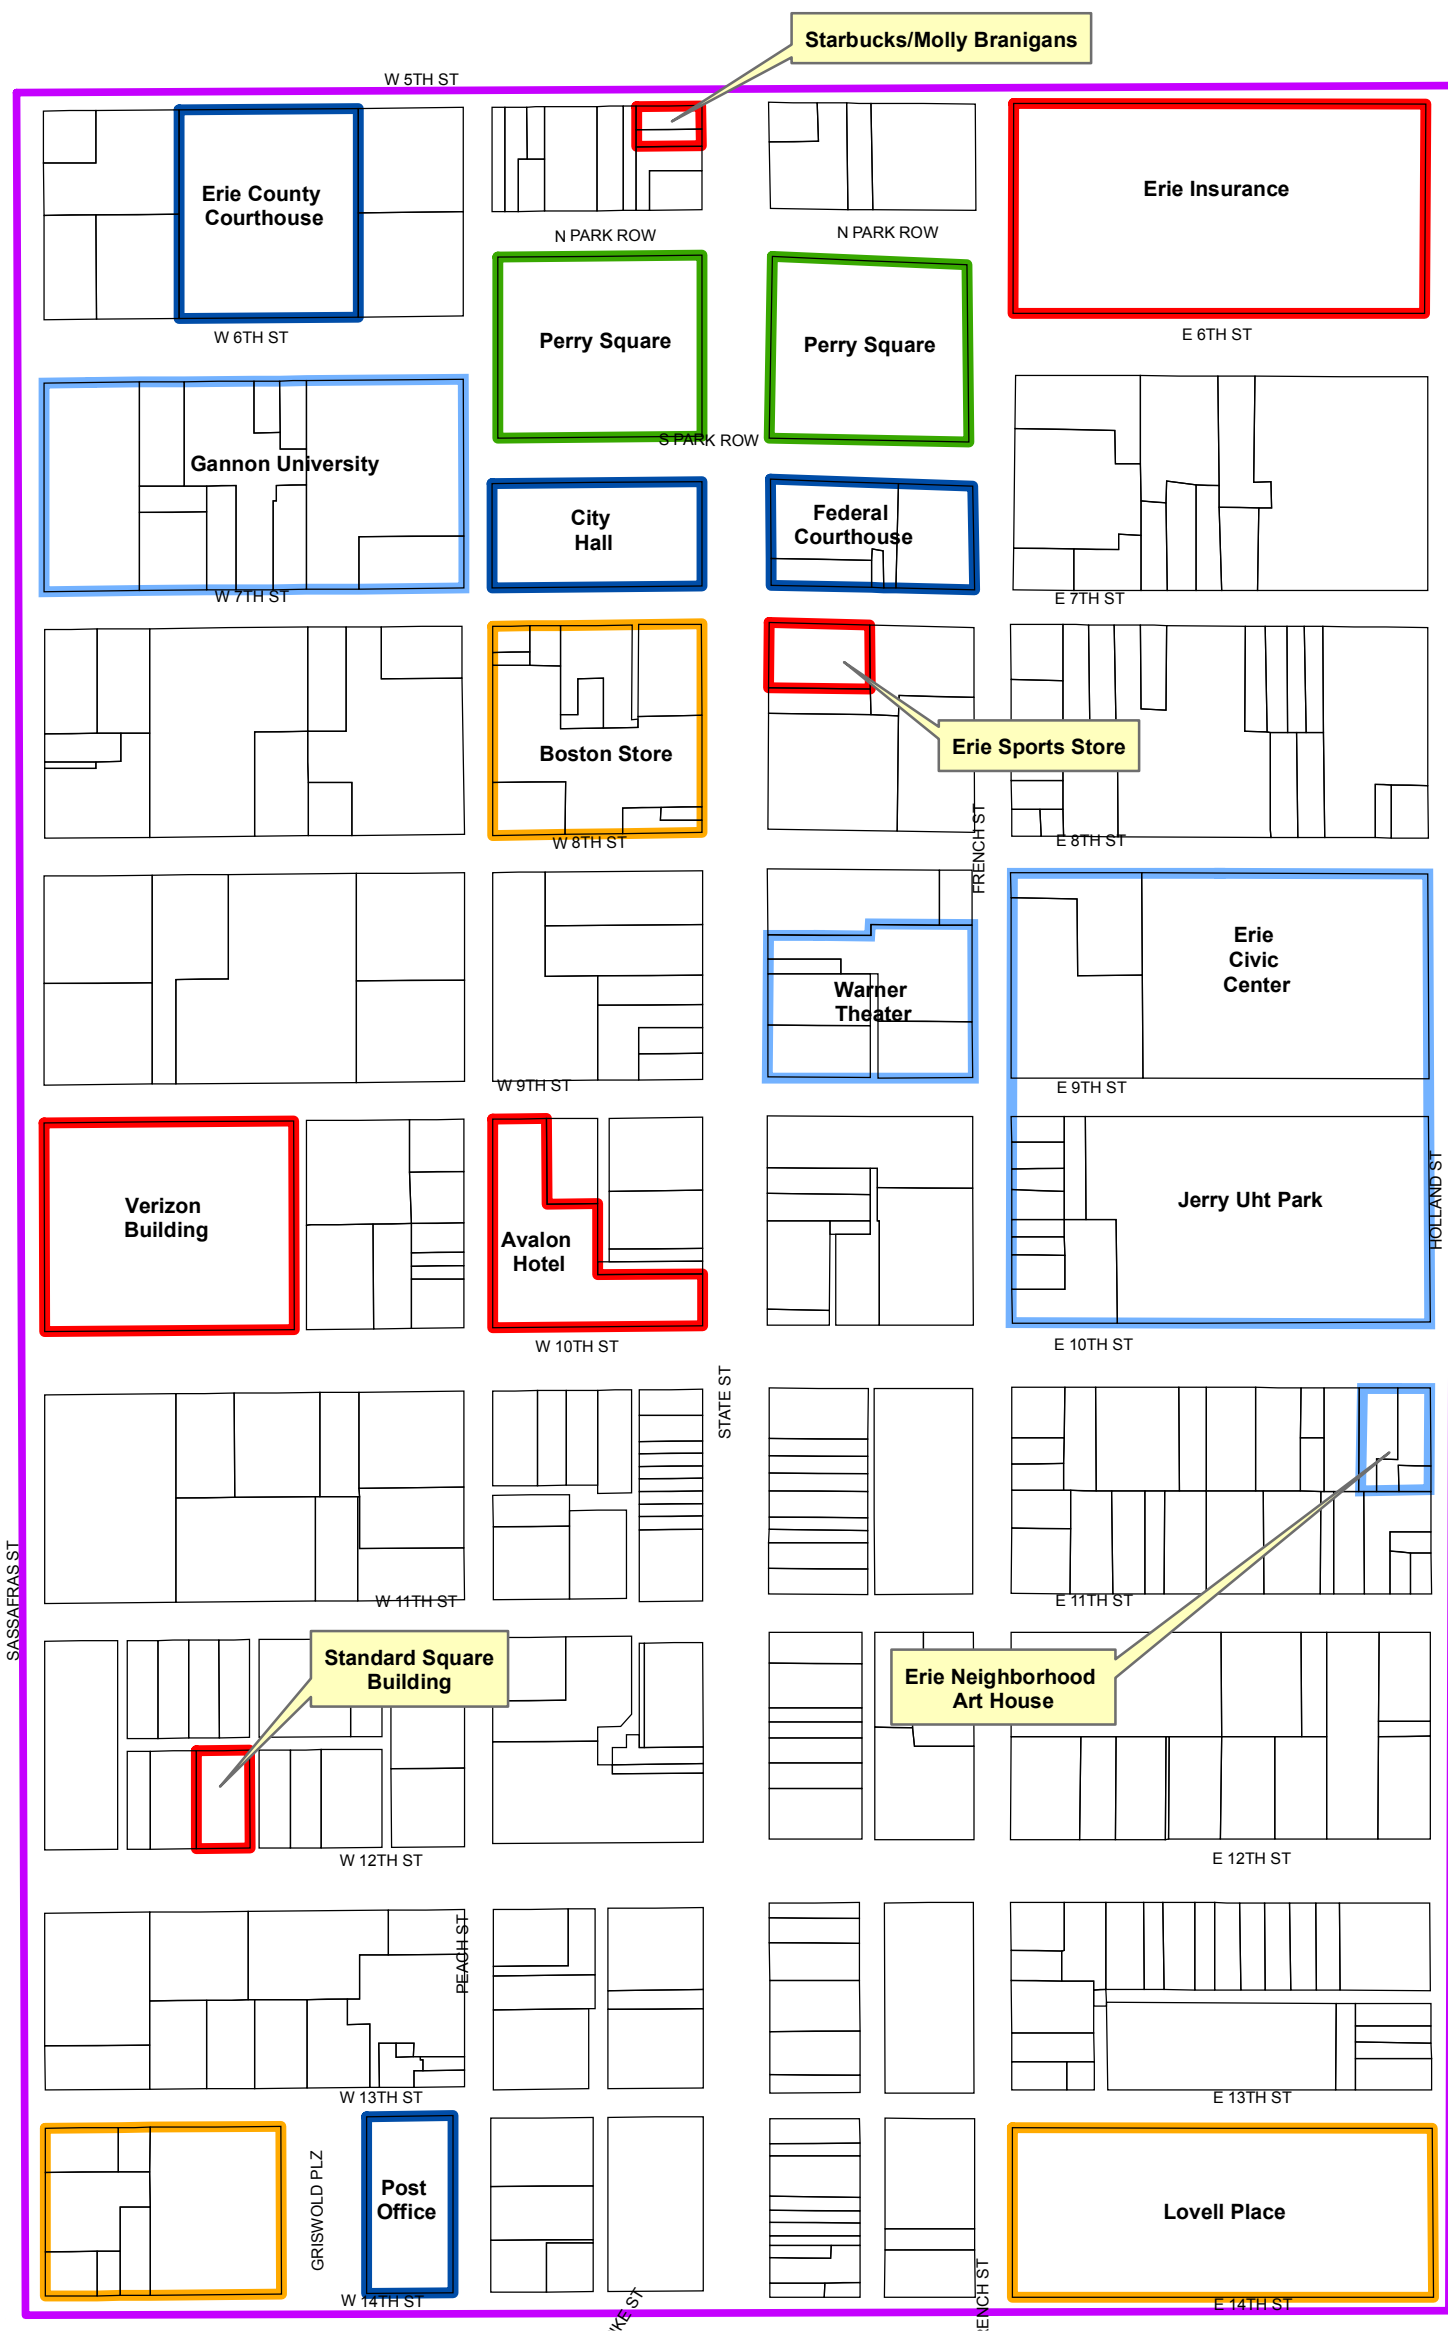 Starbucks/Molly Branigans
W 5TH ST
Erie County
Courthouse
Erie Insurance
N PARK ROW
N PARK ROW
W 6TH ST
Perry Square
Perry Square
E 6TH ST
S PARK ROW
Gannon University
City
Hall
Federal
Courthouse
W 7TH ST
E 7TH ST
Boston Store
Erie Sports Store
W 8TH ST
FRENCH ST
E 8TH ST
Erie
Civic
Center
Warner
Theater
W 9TH ST
E 9TH ST
Verizon
Building
Avalon
Hotel
Jerry Uht Park
HOLLAND ST
W 10TH ST
E 10TH ST
STATE ST
SASSAFRAS ST
W 11TH ST
E 11TH ST
Standard Square
Building
Erie Neighborhood
Art House
W 12TH ST
E 12TH ST
PEACH ST
W 13TH ST
E 13TH ST
GRISWOLD PLZ
Post
Office
Lovell Place
W 14TH ST
E 14TH ST